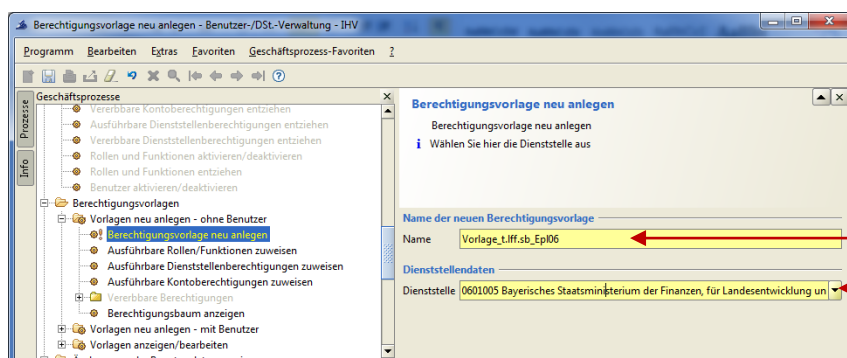 Berechtigungsvorlage neu anlegen - Benutzer-/DSt.-Verwaltung - IHV
Programm Bearbeiten Extras Favoriten Geschäftsprozess-Favoriten ?
Prozesse
Info
Geschäftsprozesse
Vererbbare Kontoberechtigungen entziehen
Ausführbare Dienststellenberechtigungen entziehen
Vererbbare Dienststellenberechtigungen entziehen
Rollen und Funktionen aktivieren/deaktivieren
Rollen und Funktionen entziehen
Benutzer aktivieren/deaktivieren
Berechtigungsvorlagen
Vorlagen neu anlegen - ohne Benutzer
Berechtigungsvorlage neu anlegen
Ausführbare Rollen/Funktionen zuweisen
Ausführbare Dienststellenberechtigungen zuweisen
Ausführbare Kontoberechtigungen zuweisen
Vererbbare Berechtigungen
Berechtigungsbaum anzeigen
Vorlagen neu anlegen - mit Benutzer
Vorlagen anzeigen/bearbeiten
Berechtigungsvorlage neu anlegen
Berechtigungsvorlage neu anlegen
i Wählen Sie hier die Dienststelle aus
Name der neuen Berechtigungsvorlage
Name Vorlage_t.lff.sb_Epl06
Dienststellendaten
Dienststelle 0601005 Bayerisches Staatsministerium der Finanzen, für Landesentwicklung un